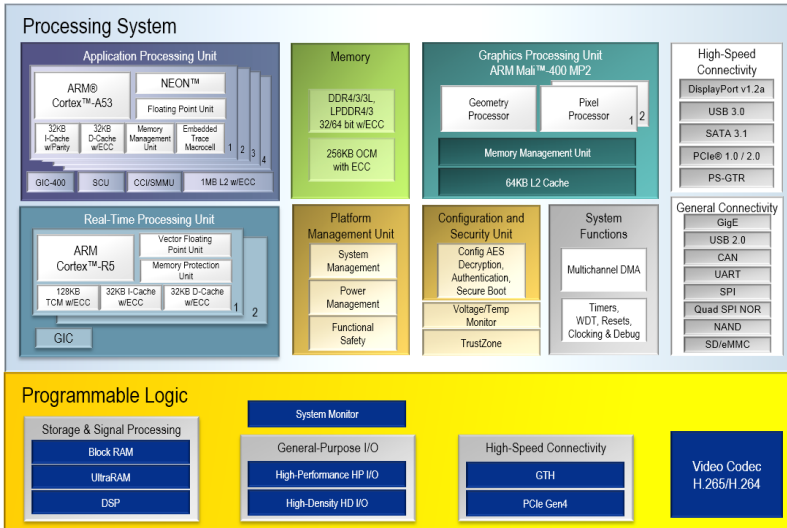 Processing System
Application Processing Unit
ARM®
Cortex™-A53
NEON™
Floating Point Unit
32KB
I-Cache
w/Parity
32KB
D-Cache
w/ECC
Memory
Management
Unit
Embedded
Trace
Macrocell
1
2
3
4
GIC-400
SCU
CCI/SMMU
1MB L2 w/ECC
Memory
DDR4/3/3L,
LPDDR4/3
32/64 bit w/ECC
256KB OCM
with ECC
Graphics Processing Unit
ARM Mali™-400 MP2
Geometry
Processor
Pixel
Processor
1
2
Memory Management Unit
64KB L2 Cache
High-Speed
Connectivity
DisplayPort v1.2a
USB 3.0
SATA 3.1
PCIe® 1.0 / 2.0
PS-GTR
Real-Time Processing Unit
ARM
Cortex™-R5
Vector Floating
Point Unit
Memory Protection
Unit
128KB
TCM w/ECC
32KB I-Cache
w/ECC
32KB D-Cache
w/ECC
1
2
GIC
Platform
Management Unit
System
Management
Power
Management
Functional
Safety
Configuration and
Security Unit
Config AES
Decryption,
Authentication,
Secure Boot
Voltage/Temp
Monitor
TrustZone
System
Functions
Multichannel DMA
Timers,
WDT, Resets,
Clocking & Debug
General Connectivity
GigE
USB 2.0
CAN
UART
SPI
Quad SPI NOR
NAND
SD/eMMC
Programmable Logic
Storage & Signal Processing
Block RAM
UltraRAM
DSP
System Monitor
General-Purpose I/O
High-Performance HP I/O
High-Density HD I/O
High-Speed Connectivity
GTH
PCIe Gen4
Video Codec
H.265/H.264